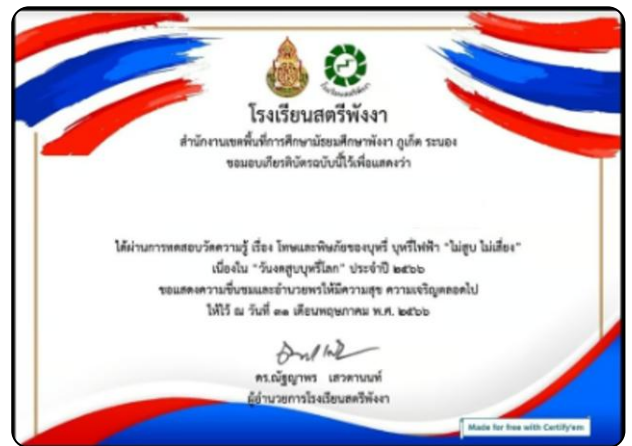 โรงเรียนสตรีพังงา
โรงเรียนสตรีพังงา
สำนักงานเขตพื้นที่การศึกษามัธยมศึกษาพังงา ภูเก็ต ระนอง
ขอมอบเกียรติบัตรฉบับนี้ไว้เพื่อแสดงว่า
ได้ผ่านการทดสอบวัดความรู้ เรื่อง โทษและพิษภัยของบุหรี่ บุหรี่ไฟฟ้า "ไม่สูบ ไม่เสี่ยง"
เนื่องใน "วันงดสูบบุหรี่โลก" ประจำปี ๒๕๖๖
ขอแสดงความชื่นชมและอำนวยพรให้มีความสุข ความเจริญตลอดไป
ให้ไว้ ณ วันที่ ๓๑ เดือนพฤษภาคม พ.ศ. ๒๕๖๖
ดร.ณัฐญาพร เสวตานนท์
ผู้อำนวยการโรงเรียนสตรีพังงา
Made for free with Certify'em